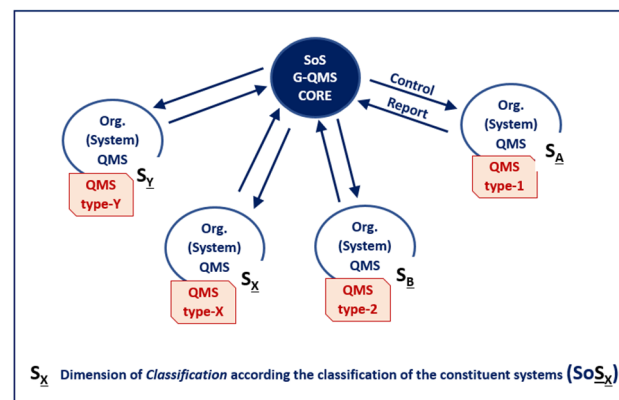 SoS
G-QMS
CORE
Control
Report
Org.
(System)
QMS
S_Y
QMS
type-Y
Org.
(System)
QMS
S_X
QMS
type-X
Org.
(System)
QMS
S_B
QMS
type-2
Org.
(System)
QMS
S_A
QMS
type-1
S_X Dimension of Classification according the classification of the constituent systems (SoS_X)